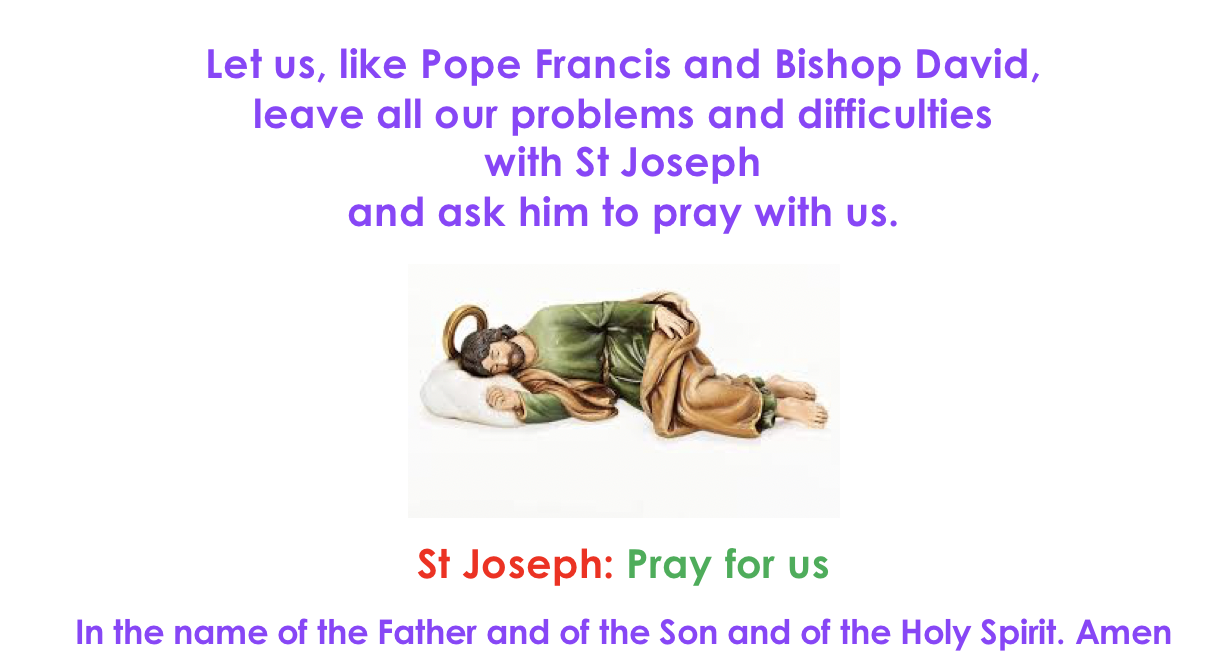 Let us, like Pope Francis and Bishop David,
leave all our problems and difficulties
with St Joseph
and ask him to pray with us.
St Joseph: Pray for us
In the name of the Father and of the Son and of the Holy Spirit. Amen